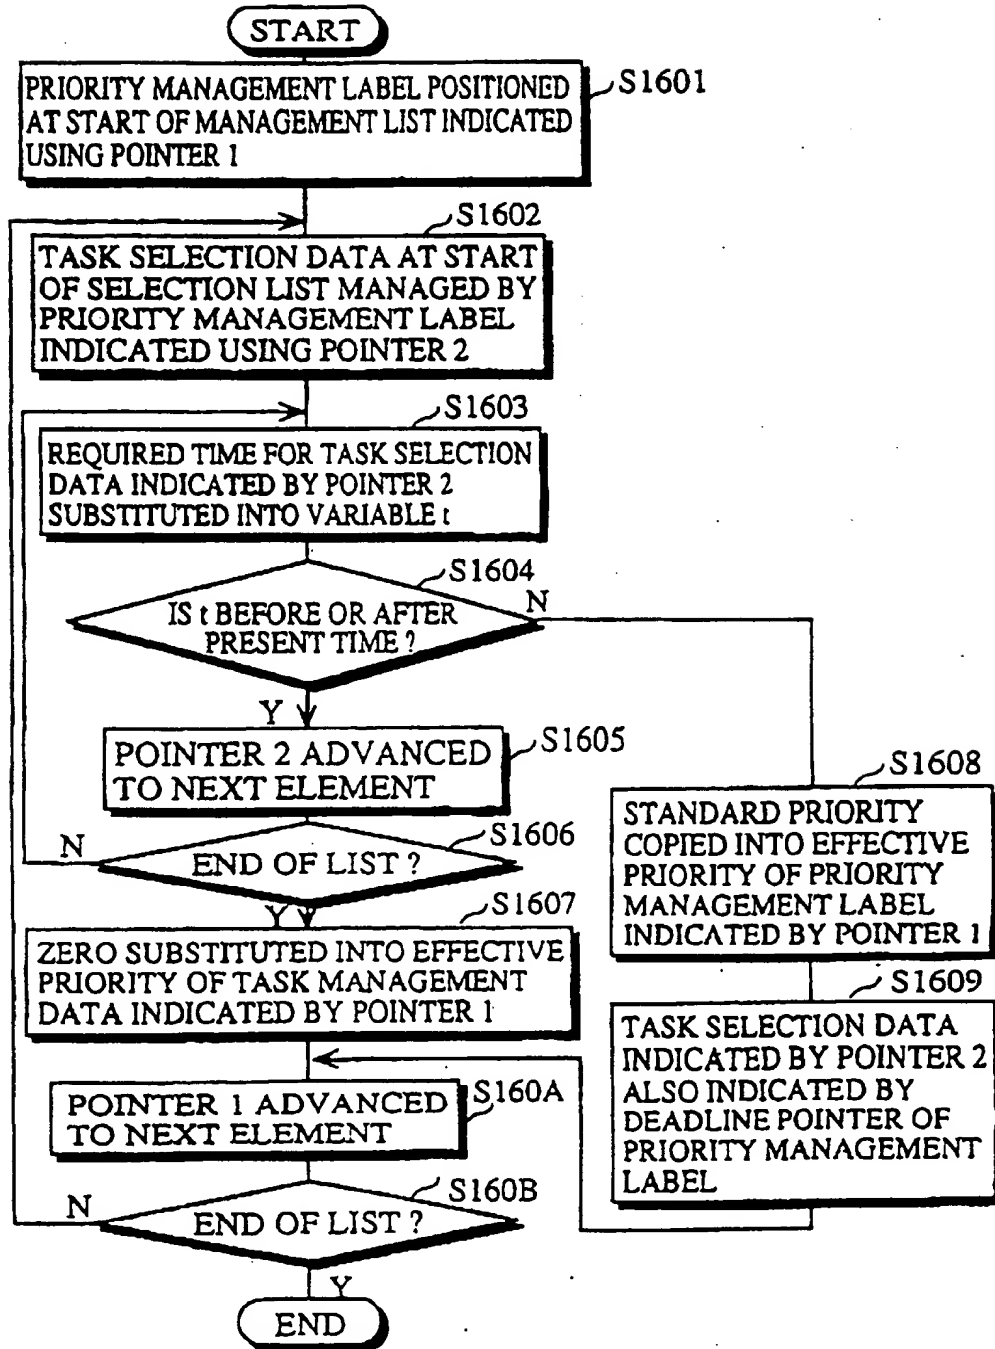 START
S1601
PRIORITY MANAGEMENT LABEL POSITIONED
AT START OF MANAGEMENT LIST INDICATED
USING POINTER 1
S1602
TASK SELECTION DATA AT START
OF SELECTION LIST MANAGED BY
PRIORITY MANAGEMENT LABEL
INDICATED USING POINTER 2
S1603
REQUIRED TIME FOR TASK SELECTION
DATA INDICATED BY POINTER 2
SUBSTITUTED INTO VARIABLE t
S1604
IS t BEFORE OR AFTER
PRESENT TIME ?
N
Y
S1605
POINTER 2 ADVANCED
TO NEXT ELEMENT
S1606
END OF LIST ?
N
Y
S1607
ZERO SUBSTITUTED INTO EFFECTIVE
PRIORITY OF TASK MANAGEMENT
DATA INDICATED BY POINTER 1
S1608
STANDARD PRIORITY
COPIED INTO EFFECTIVE
PRIORITY OF PRIORITY
MANAGEMENT LABEL
INDICATED BY POINTER 1
S1609
TASK SELECTION DATA
INDICATED BY POINTER 2
ALSO INDICATED BY
DEADLINE POINTER OF
PRIORITY MANAGEMENT
LABEL
S160A
POINTER 1 ADVANCED
TO NEXT ELEMENT
S160B
END OF LIST ?
N
Y
END